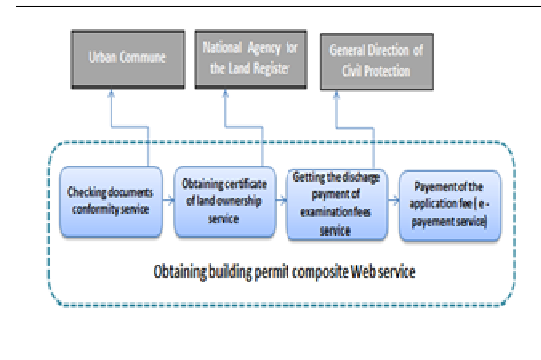 Urban Commune
National Agency for
the Land Register
General Direction of
Civil Protection
Checking documents
conformity service
Obtaining certificate
of land ownership
service
Getting the discharge
payment of
examination fees
service
Payement of the
application fee ( e -
payement service)
Obtaining building permit composite Web service